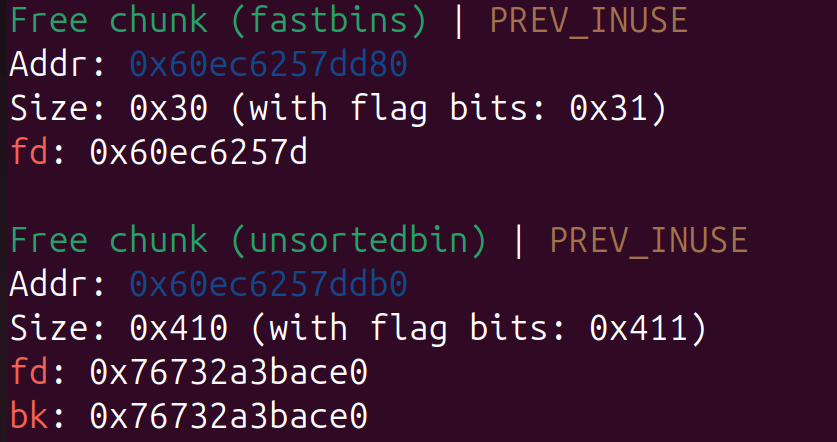 Free chunk (fastbins) | PREV_INUSE
Addr: 0x60ec6257dd80
Size: 0x30 (with flag bits: 0x31)
fd: 0x60ec6257d
Free chunk (unsortedbin) | PREV_INUSE
Addr: 0x60ec6257ddb0
Size: 0x410 (with flag bits: 0x411)
fd: 0x76732a3bace0
bk: 0x76732a3bace0